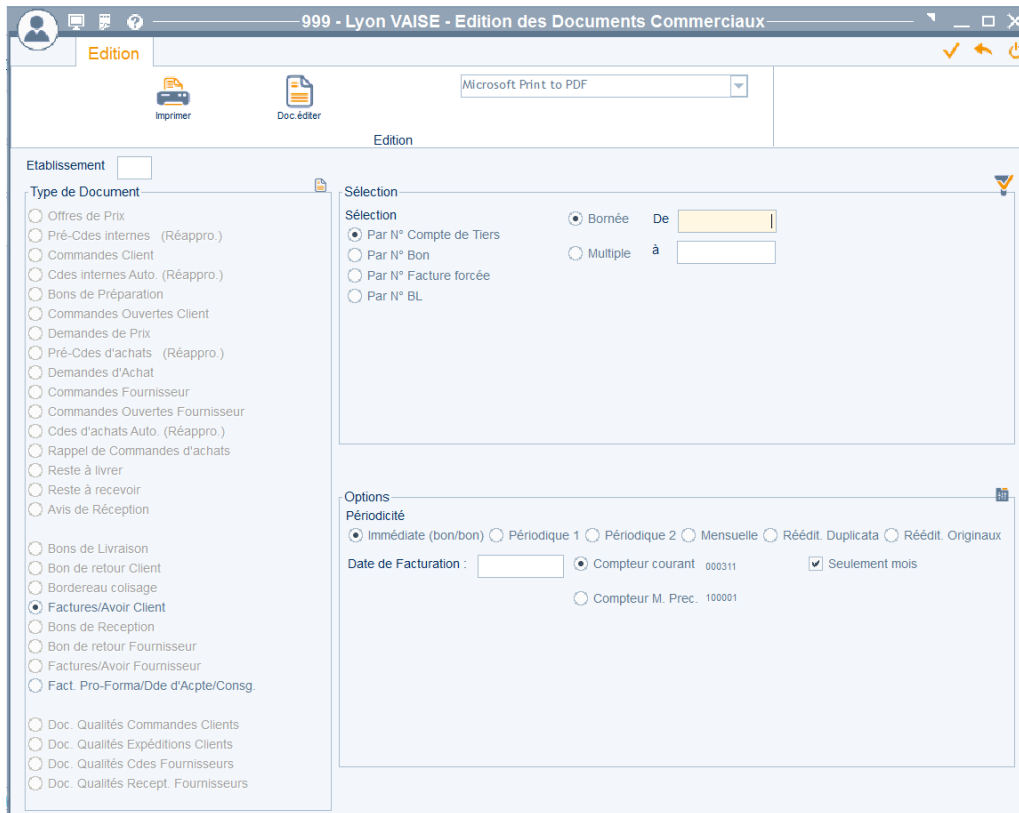 999 - Lyon VAISE - Edition des Documents Commerciaux
Edition
Microsoft Print to PDF
Imprimer
Doc.éditer
Edition
Etablissement
Type de Document
Offres de Prix
Pré-Cdes internes (Réappro.)
Commandes Client
Cdes internes Auto. (Réappro.)
Bons de Préparation
Commandes Ouvertes Client
Demandes de Prix
Pré-Cdes d'achats (Réappro.)
Demandes d'Achat
Commandes Fournisseur
Commandes Ouvertes Fournisseur
Cdes d'achats Auto. (Réappro.)
Rappel de Commandes d'achats
Reste à livrer
Reste à recevoir
Avis de Réception
Bons de Livraison
Bon de retour Client
Bordereau colisage
Factures/Avoir Client
Bons de Reception
Bon de retour Fournisseur
Factures/Avoir Fournisseur
Fact. Pro-Forma/Dde d'Acpte/Consg.
Doc. Qualités Commandes Clients
Doc. Qualités Expéditions Clients
Doc. Qualités Cdes Fournisseurs
Doc. Qualités Recept. Fournisseurs
Sélection
Sélection
Par N° Compte de Tiers
Par N° Bon
Par N° Facture forcée
Par N° BL
Bornée De
Multiple à
Options
Périodicité
Immédiate (bon/bon) Périodique 1 Périodique 2 Mensuelle Réédit. Duplicata Réédit. Originaux
Date de Facturation : Compteur courant 000311 Seulement mois
Compteur M. Prec. 100001